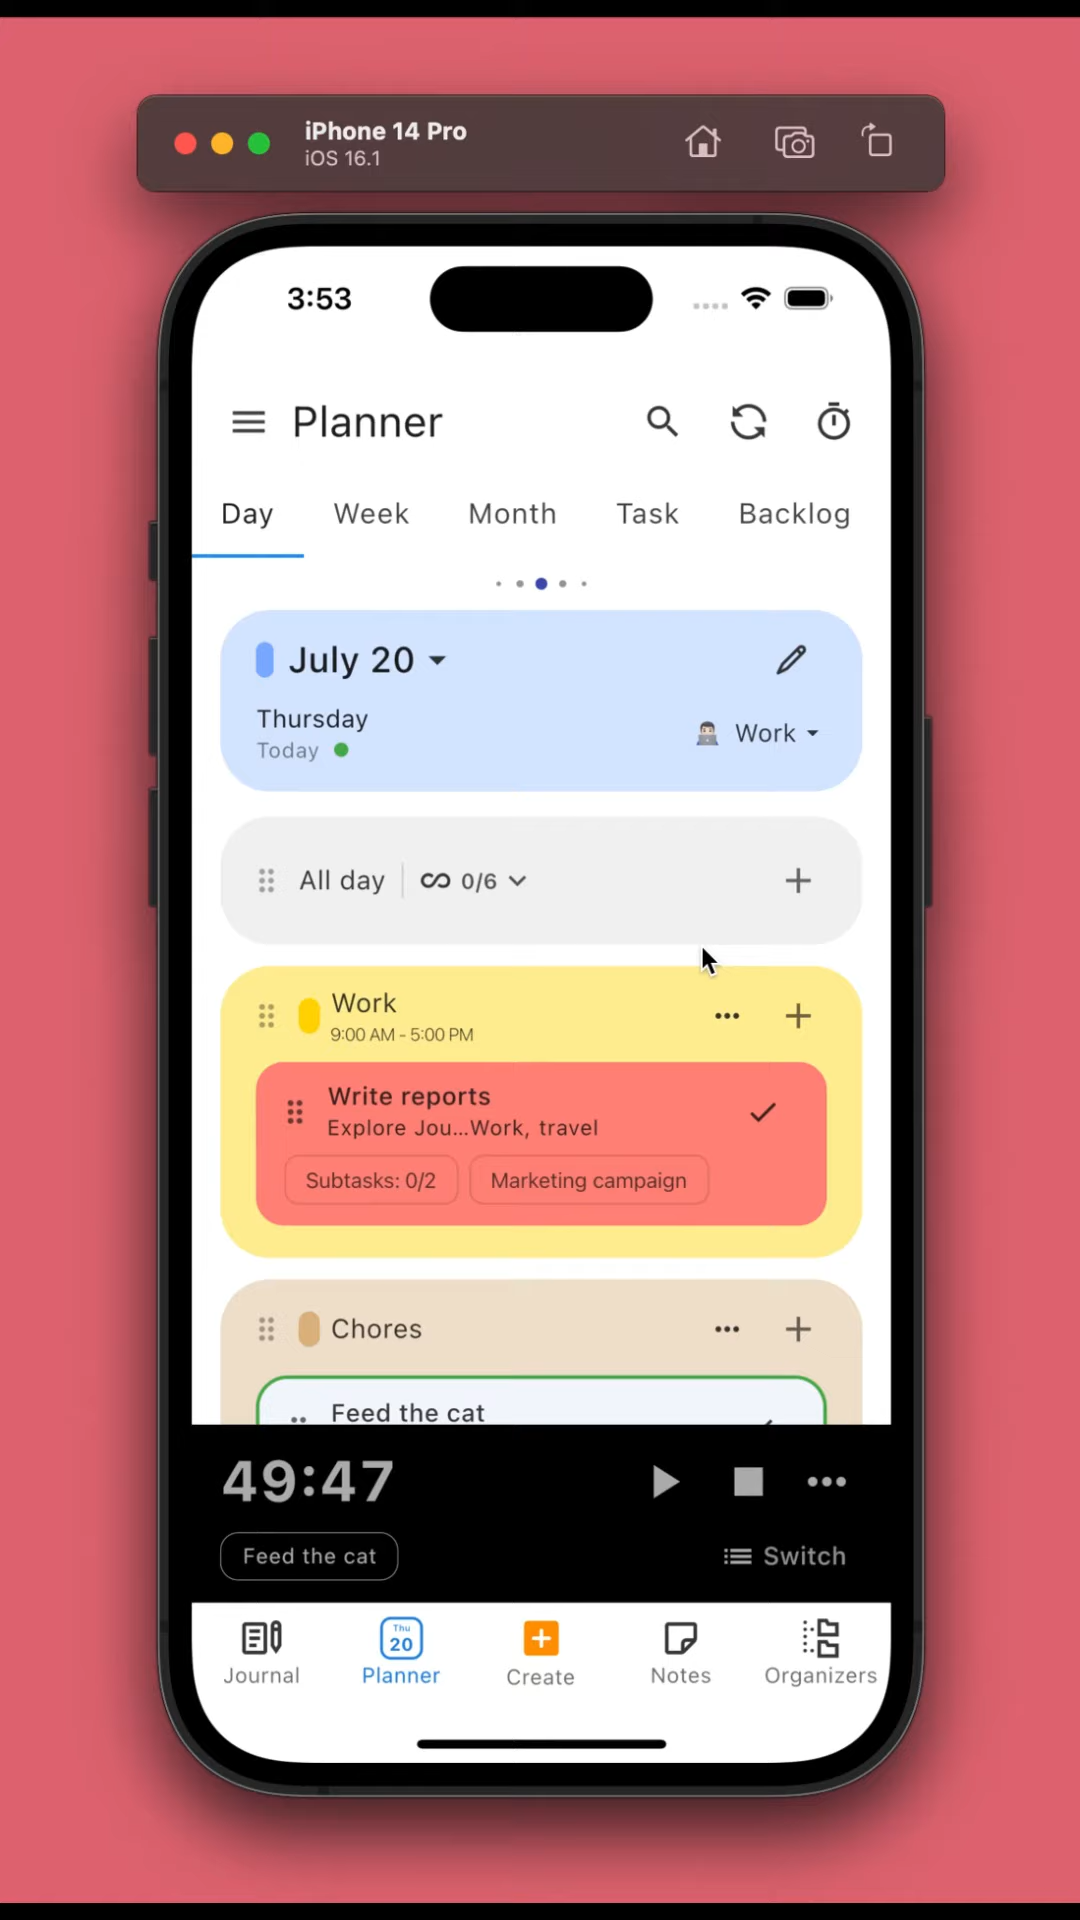 iPhone 14 Pro
iOS 16.1
3:53
Planner
Day Week Month Task Backlog
July 20
Thursday
Today
Work
All day 0/6
Work
9:00 AM - 5:00 PM
Write reports
Explore Jou...Work, travel
Subtasks: 0/2 Marketing campaign
Chores
Feed the cat
49:47
Feed the cat Switch
Thu
20
Journal Planner Create Notes Organizers